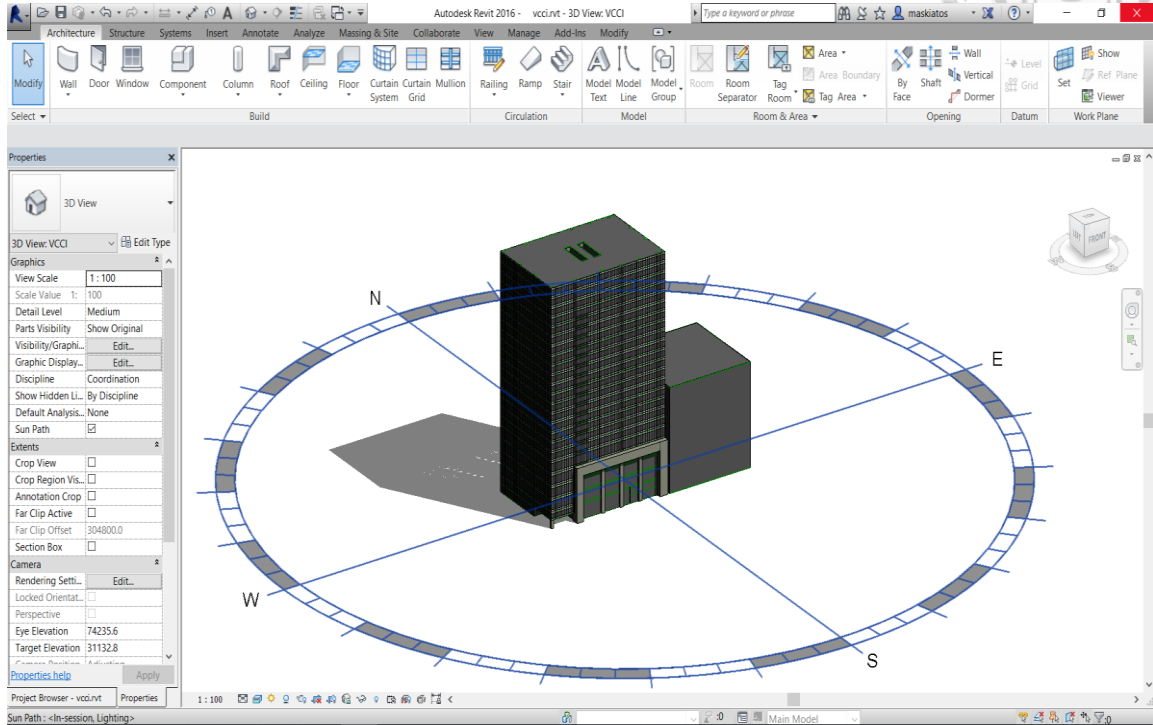 Autodesk Revit 2016 - vcci.rvt - 3D View: VCCI
Type a keyword or phrase
maskiatos
Architecture Structure Systems Insert Annotate Analyze Massing & Site Collaborate View Manage Add-Ins Modify
Modify Wall Door Window Component Column Roof Ceiling Floor Curtain System Curtain Grid Mullion Railing Ramp Stair Model Text Model Line Model Group Room Room Separator Tag Room Area Area Boundary Tag Area By Face Shaft Wall Vertical Dormer Level Grid Set Show Ref Plane Viewer
Select Build Circulation Model Room & Area Opening Datum Work Plane
Properties
3D View
3D View: VCCI Edit Type
Graphics
View Scale 1 : 100
Scale Value 1: 100
Detail Level Medium
Parts Visibility Show Original
Visibility/Graphi... Edit...
Graphic Display... Edit...
Discipline Coordination
Show Hidden Li... By Discipline
Default Analysis... None
Sun Path
Extents
Crop View
Crop Region Vis...
Annotation Crop
Far Clip Active
Far Clip Offset 304800.0
Section Box
Camera
Rendering Setti... Edit...
Locked Orientat...
Perspective
Eye Elevation 74235.6
Target Elevation 31132.8
Properties help Apply
Project Browser - vcci.rvt Properties
LEFT FRONT
N
E
W
S
1 : 100
Sun Path : <In-session, Lighting>
:0 Main Model :0